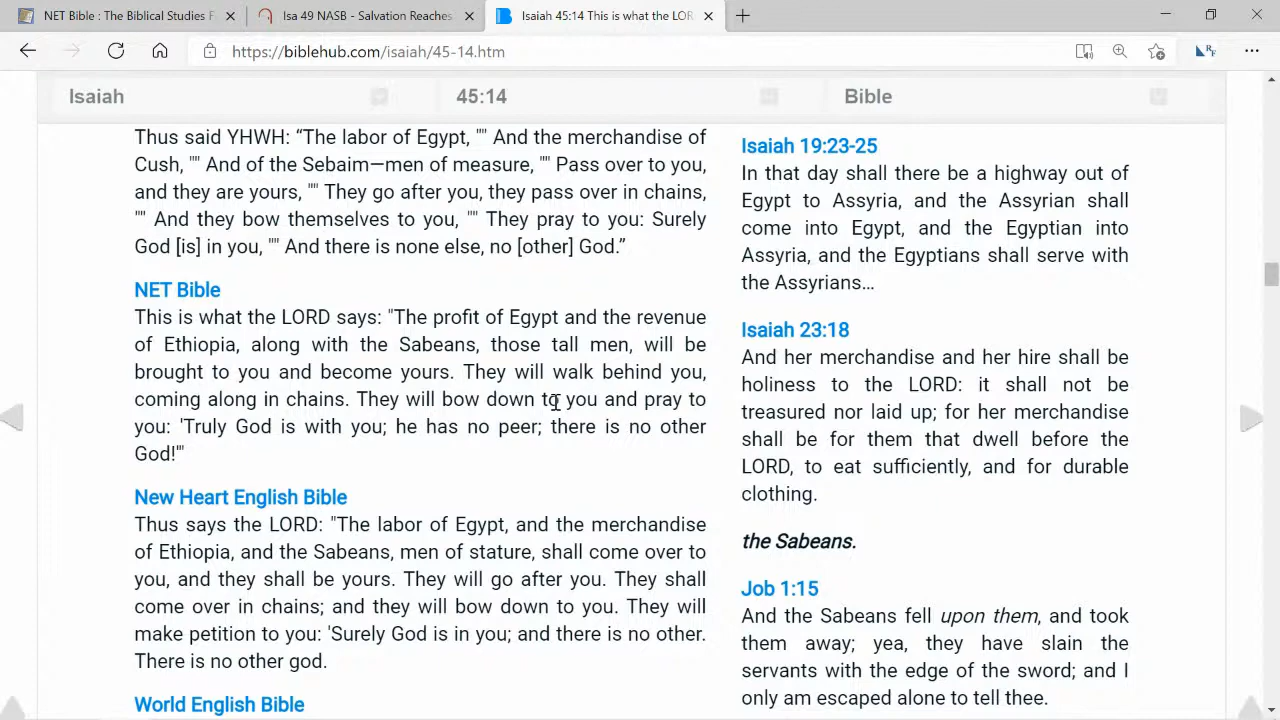 NET Bible: The Biblical Studies F
Isa 49 NASB - Salvation Reaches
Isaiah 45:14 This is what the LOR
https://biblehub.com/isaiah/45-14.htm
Isaiah
45:14
Bible
Thus said YHWH: “The labor of Egypt, "" And the merchandise of
Cush, "" And of the Sebaim—men of measure, "" Pass over to you,
and they are yours, "" They go after you, they pass over in chains,
"" And they bow themselves to you, "" They pray to you: Surely
God [is] in you, "" And there is none else, no [other] God.”
NET Bible
This is what the LORD says: "The profit of Egypt and the revenue
of Ethiopia, along with the Sabeans, those tall men, will be
brought to you and become yours. They will walk behind you,
coming along in chains. They will bow down to you and pray to
you: 'Truly God is with you; he has no peer; there is no other
God!'"
New Heart English Bible
Thus says the LORD: "The labor of Egypt, and the merchandise
of Ethiopia, and the Sabeans, men of stature, shall come over to
you, and they shall be yours. They will go after you. They shall
come over in chains; and they will bow down to you. They will
make petition to you: 'Surely God is in you; and there is no other.
There is no other god.
World English Bible
Isaiah 19:23-25
In that day shall there be a highway out of
Egypt to Assyria, and the Assyrian shall
come into Egypt, and the Egyptian into
Assyria, and the Egyptians shall serve with
the Assyrians…
Isaiah 23:18
And her merchandise and her hire shall be
holiness to the LORD: it shall not be
treasured nor laid up; for her merchandise
shall be for them that dwell before the
LORD, to eat sufficiently, and for durable
clothing.
the Sabeans.
Job 1:15
And the Sabeans fell upon them, and took
them away; yea, they have slain the
servants with the edge of the sword; and I
only am escaped alone to tell thee.